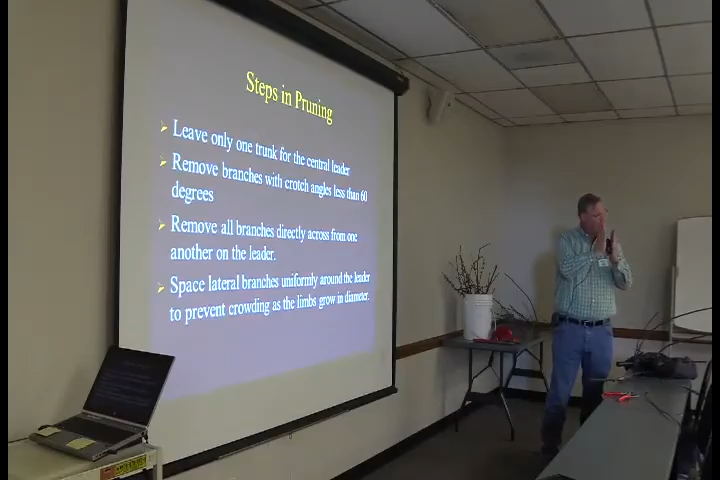 Steps in Pruning
Leave only one trunk for the central leader
Remove branches with crotch angles less than 60
degrees
Remove all branches directly across from one
another on the leader.
Space lateral branches uniformly around the leader
to prevent crowding as the limbs grow in diameter.